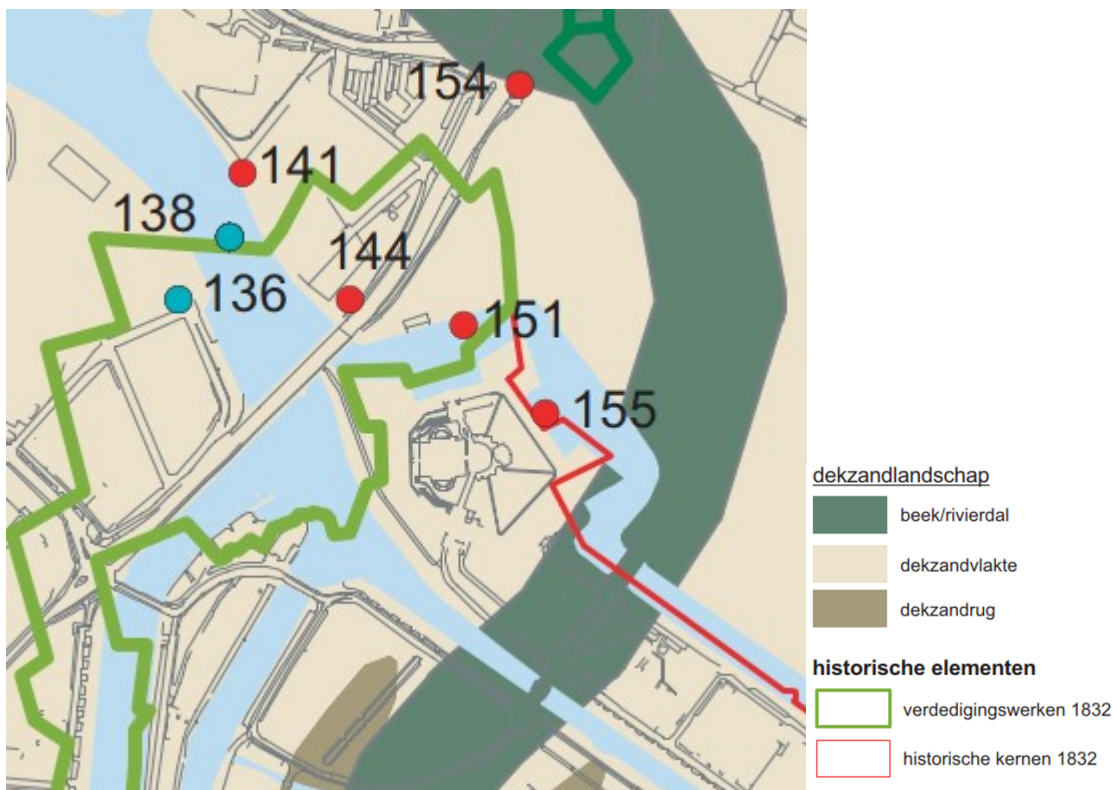 154
141
138
144
136
151
155
dekzandlandschap
beek/rivierdal
dekzandvlakte
dekzandrug
historische elementen
verdedigingswerken 1832
historische kernen 1832